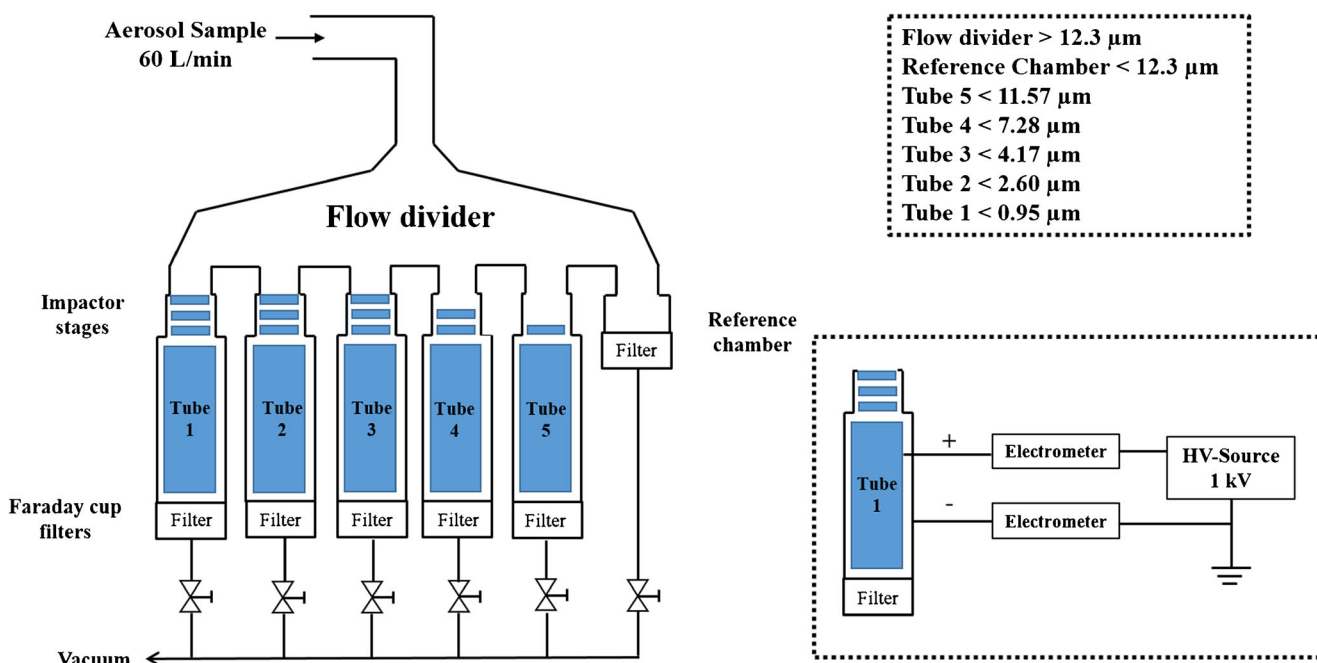 Aerosol Sample
60 L/min
Flow divider > 12.3 µm
Reference Chamber < 12.3 µm
Tube 5 < 11.57 µm
Tube 4 < 7.28 µm
Tube 3 < 4.17 µm
Tube 2 < 2.60 µm
Tube 1 < 0.95 µm
Flow divider
Impactor
stages
Reference
chamber
Filter
Tube
1
Tube
2
Tube
3
Tube
4
Tube
5
Faraday cup
filters
Filter
Filter
Filter
Filter
Filter
Vacuum
Tube
1
Filter
+
-
Electrometer
Electrometer
HV-Source
1 kV